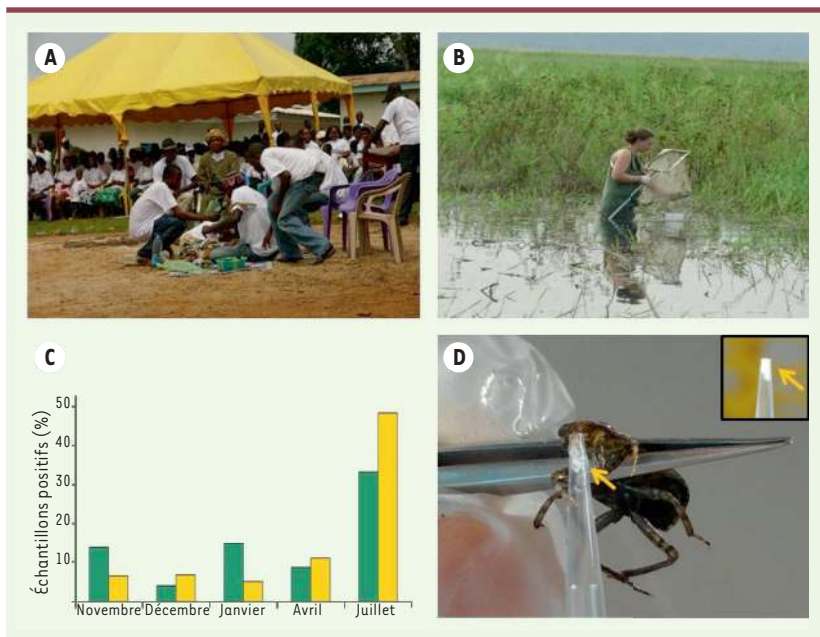 A
B
C
D
Échantillons positifs (%)
50
40
30
20
10
Novembre Décembre Janvier Avril Juillet